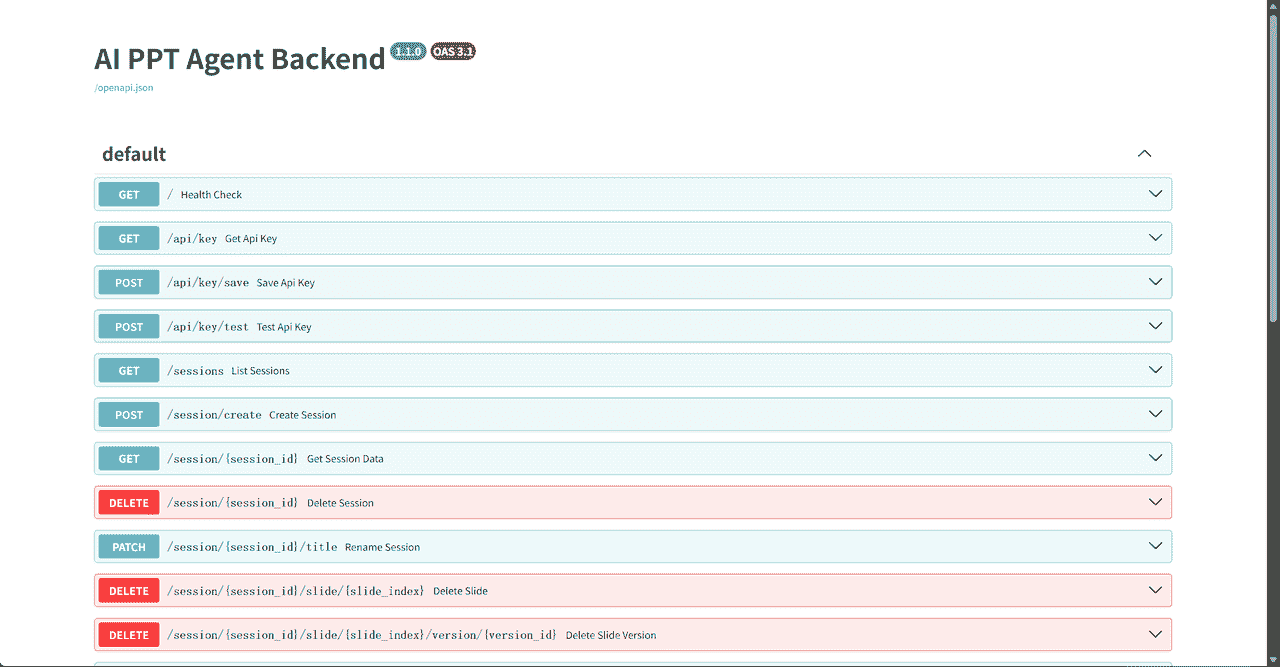 AI PPT Agent Backend 1.1.0 OAS 3.1
/openapi.json
default
GET / Health Check
GET /api/key Get Api Key
POST /api/key/save Save Api Key
POST /api/key/test Test Api Key
GET /sessions List Sessions
POST /session/create Create Session
GET /session/{session_id} Get Session Data
DELETE /session/{session_id} Delete Session
PATCH /session/{session_id}/title Rename Session
DELETE /session/{session_id}/slide/{slide_index} Delete Slide
DELETE /session/{session_id}/slide/{slide_index}/version/{version_id} Delete Slide Version